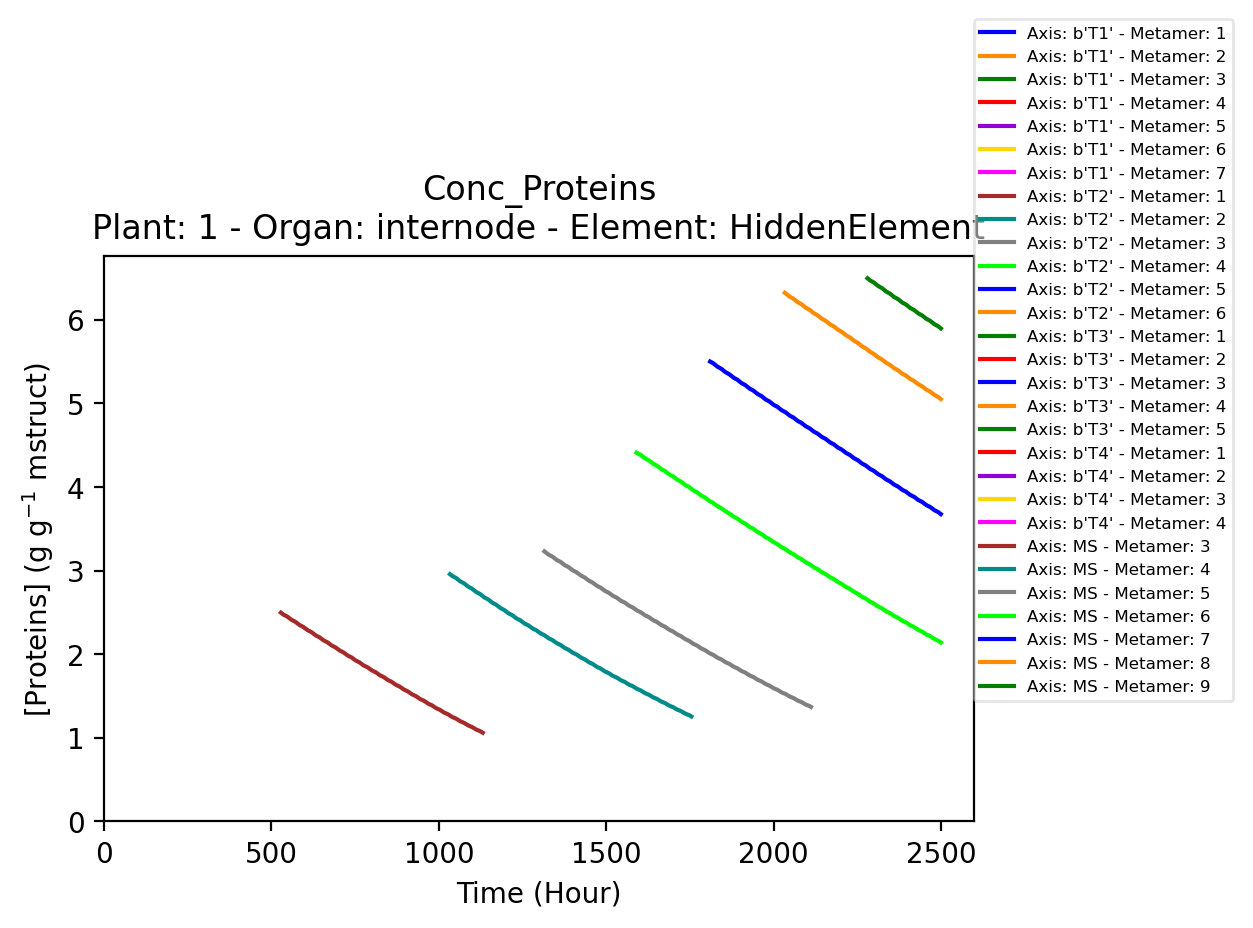 Conc_Proteins
Plant: 1 - Organ: internode - Element: HiddenElement
[Proteins] (g g⁻¹ mstruct)
6
5
4
3
2
1
0
0 500 1000 1500 2000 2500
Time (Hour)
Axis: b'T1' - Metamer: 1
Axis: b'T1' - Metamer: 2
Axis: b'T1' - Metamer: 3
Axis: b'T1' - Metamer: 4
Axis: b'T1' - Metamer: 5
Axis: b'T1' - Metamer: 6
Axis: b'T1' - Metamer: 7
Axis: b'T2' - Metamer: 1
Axis: b'T2' - Metamer: 2
Axis: b'T2' - Metamer: 3
Axis: b'T2' - Metamer: 4
Axis: b'T2' - Metamer: 5
Axis: b'T2' - Metamer: 6
Axis: b'T3' - Metamer: 1
Axis: b'T3' - Metamer: 2
Axis: b'T3' - Metamer: 3
Axis: b'T3' - Metamer: 4
Axis: b'T3' - Metamer: 5
Axis: b'T4' - Metamer: 1
Axis: b'T4' - Metamer: 2
Axis: b'T4' - Metamer: 3
Axis: b'T4' - Metamer: 4
Axis: MS - Metamer: 3
Axis: MS - Metamer: 4
Axis: MS - Metamer: 5
Axis: MS - Metamer: 6
Axis: MS - Metamer: 7
Axis: MS - Metamer: 8
Axis: MS - Metamer: 9